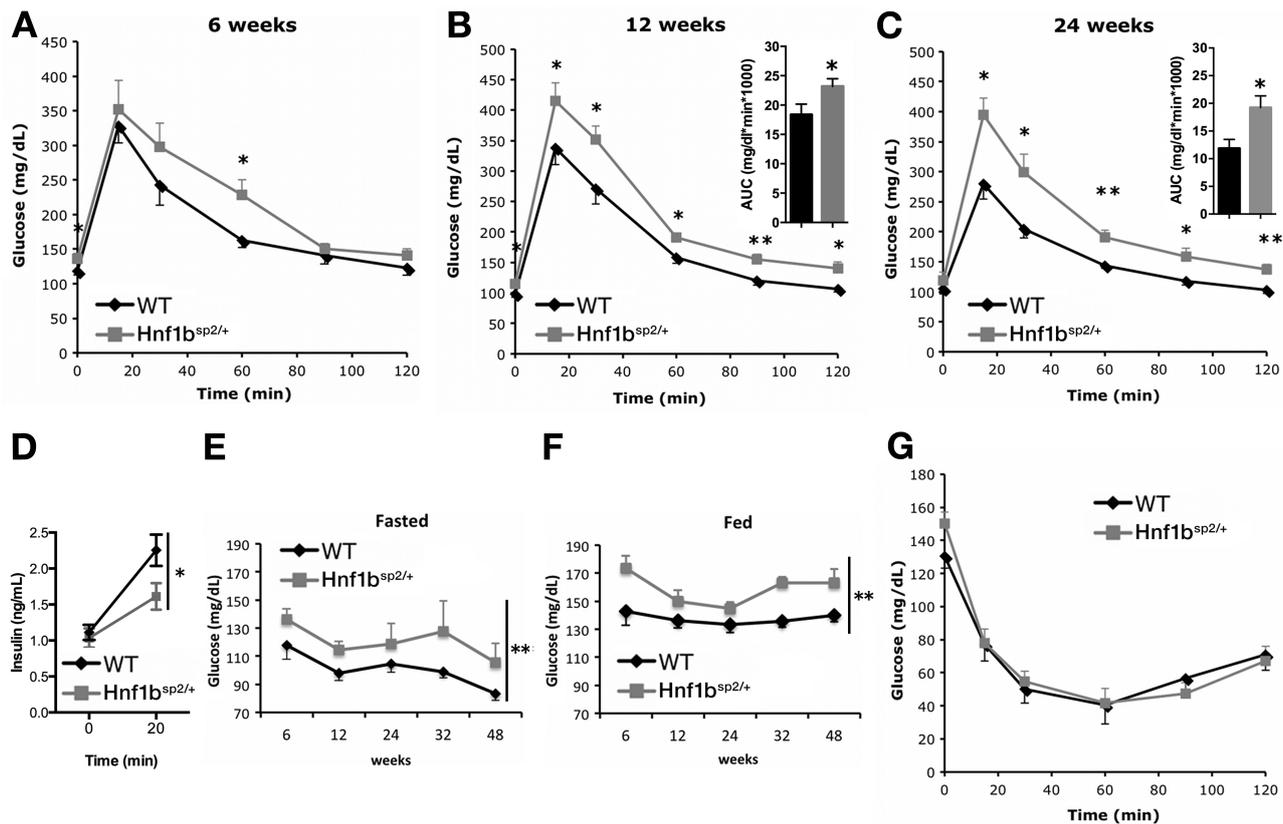 A
6 weeks
Glucose (mg/dL)
450
400
350
300
250
200
150
100
50
0
*
*
WT
Hnf1b^sp2/+
0 20 40 60 80 100 120
Time (min)
B
12 weeks
Glucose (mg/dL)
500
450
400
350
300
250
200
150
100
50
0
*
*
*
*
**
*
WT
Hnf1b^sp2/+
0 20 40 60 80 100 120
Time (min)
AUC (mg/dl*min*1000)
30
25
20
15
10
5
0
*
C
24 weeks
Glucose (mg/dL)
500
450
400
350
300
250
200
150
100
50
0
*
*
**
*
**
WT
Hnf1b^sp2/+
0 20 40 60 80 100 120
Time (min)
AUC (mg/dl*min*1000)
30
25
20
15
10
5
0
*
D
Insulin (ng/mL)
2.5
2.0
1.5
1.0
0.5
0.0
*
WT
Hnf1b^sp2/+
0 20
Time (min)
E
Fasted
Glucose (mg/dL)
190
170
150
130
110
90
70
WT
Hnf1b^sp2/+
**
6 12 24 32 48
weeks
F
Fed
Glucose (mg/dL)
190
170
150
130
110
90
70
**
WT
Hnf1b^sp2/+
6 12 24 32 48
weeks
G
Glucose (mg/dL)
180
160
140
120
100
80
60
40
20
0
WT
Hnf1b^sp2/+
0 20 40 60 80 100 120
Time (min)